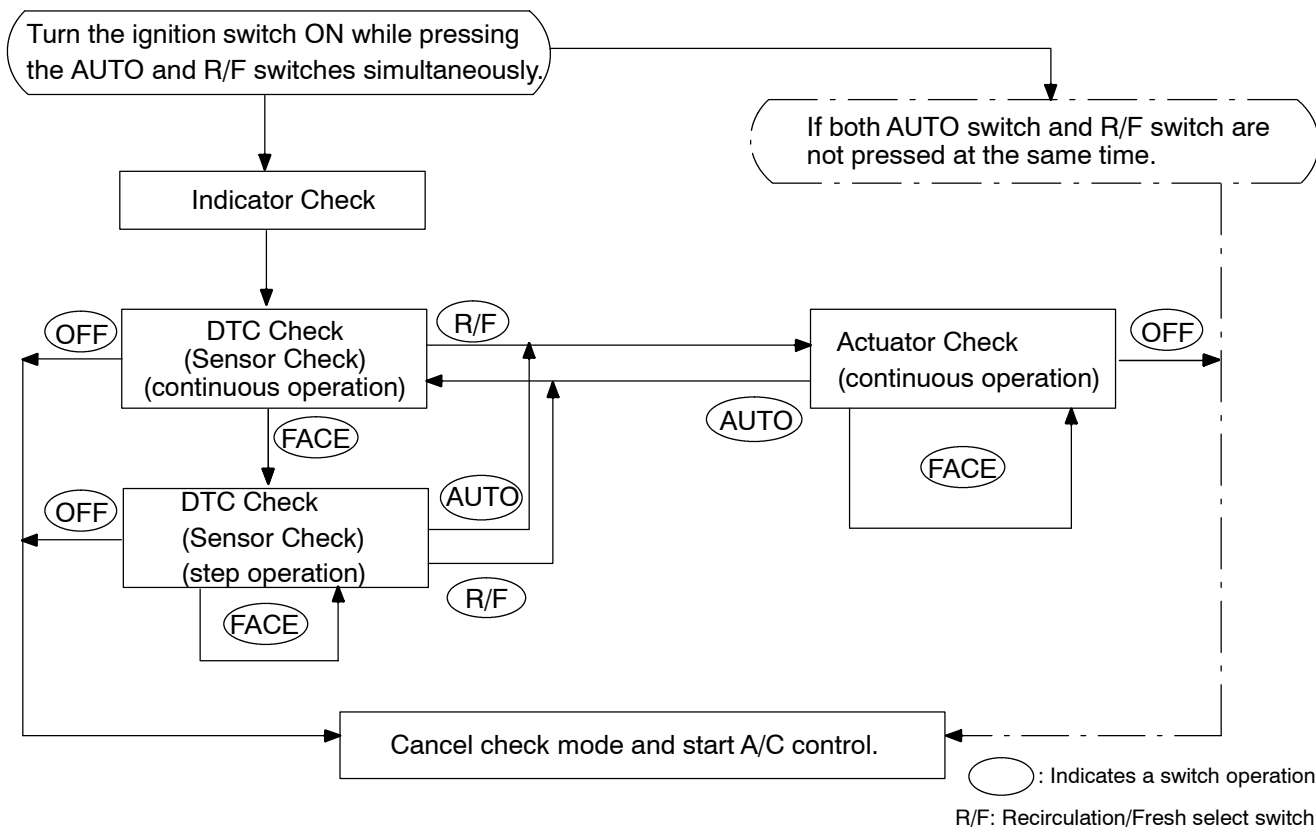 Turn the ignition switch ON while pressing
the AUTO and R/F switches simultaneously.
If both AUTO switch and R/F switch are
not pressed at the same time.
Indicator Check
OFF
DTC Check
(Sensor Check)
(continuous operation)
R/F
Actuator Check
(continuous operation)
OFF
AUTO
FACE
FACE
OFF
DTC Check
(Sensor Check)
(step operation)
AUTO
R/F
FACE
Cancel check mode and start A/C control.
: Indicates a switch operation
R/F: Recirculation/Fresh select switch